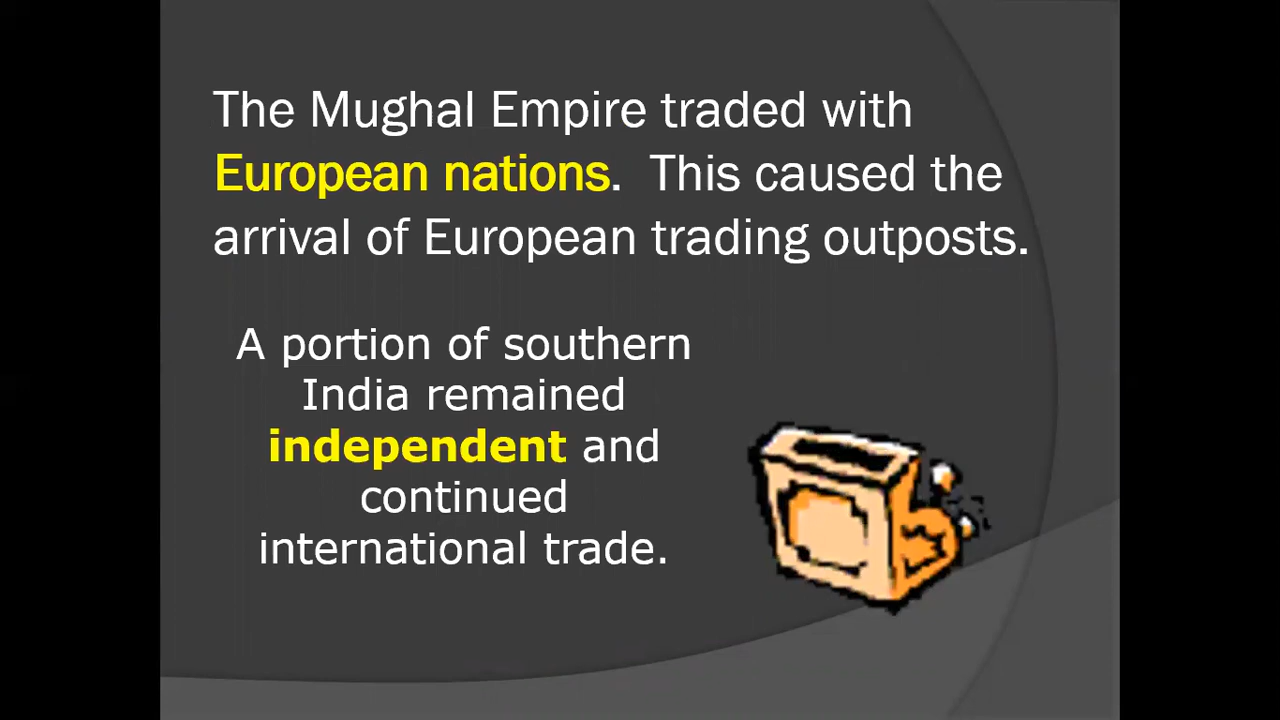 The Mughal Empire traded with
European nations. This caused the
arrival of European trading outposts.
A portion of southern
India remained
independent and
continued
international trade.